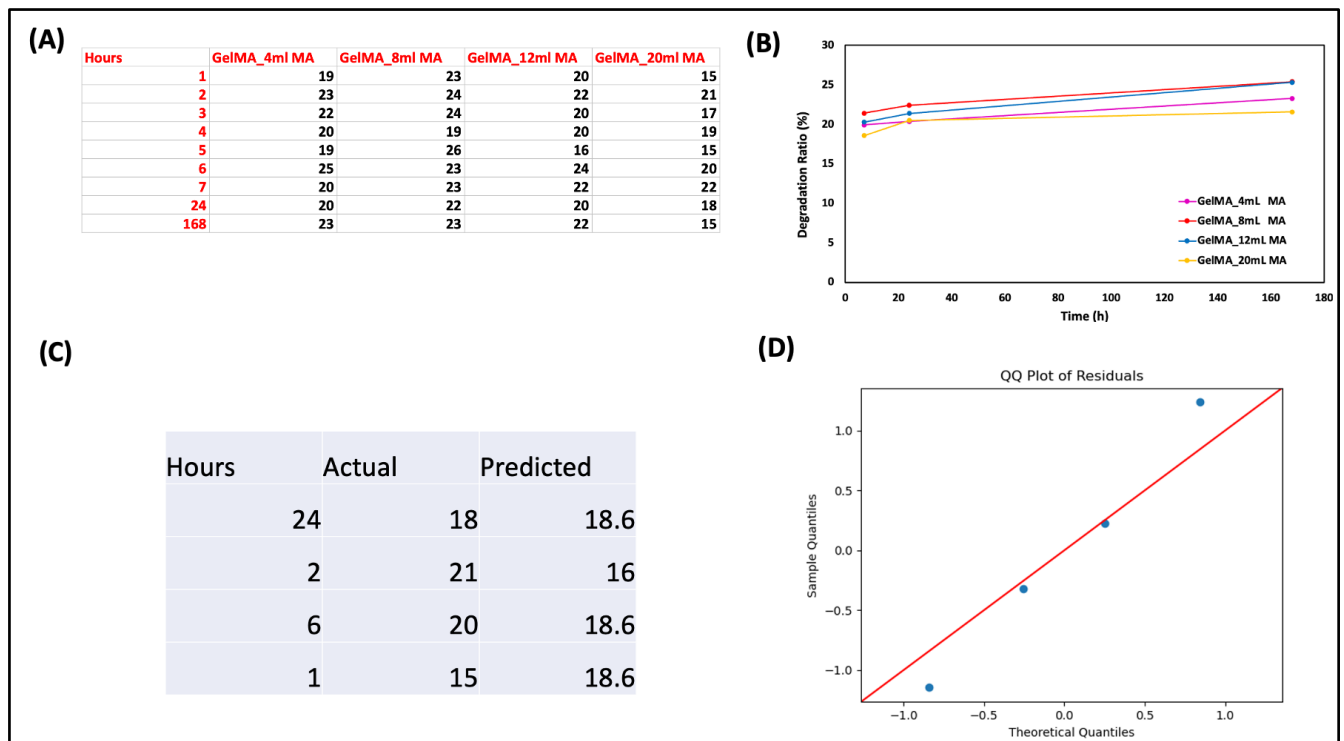 (A)
Hours GelMA_4ml MA GelMA_8ml MA GelMA_12ml MA GelMA_20ml MA
1 19 23 20 15
2 23 24 22 21
3 22 24 20 17
4 20 19 20 19
5 19 26 16 15
6 25 23 24 20
7 20 23 22 22
24 20 22 20 18
168 23 23 22 15
(B)
Degradation Ratio (%)
30
25
20
15
10
5
0
0 20 40 60 80 100 120 140 160 180
Time (h)
GelMA_4mL MA
GelMA_8mL MA
GelMA_12mL MA
GelMA_20mL MA
(C)
Hours Actual Predicted
24 18 18.6
2 21 16
6 20 18.6
1 15 18.6
(D)
QQ Plot of Residuals
Sample Quantiles
1.0
0.5
0.0
−0.5
−1.0
−1.0 −0.5 0.0 0.5 1.0
Theoretical Quantiles